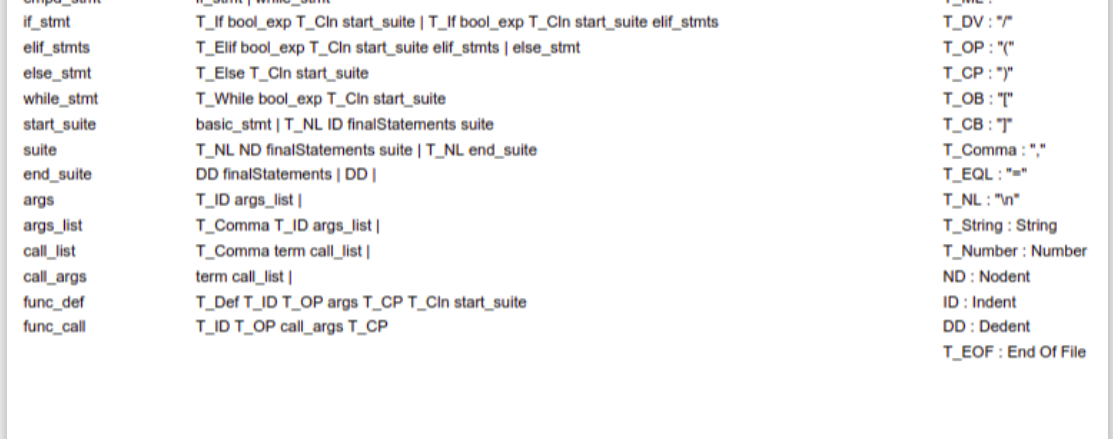 if_stmt T_If bool_exp T_Cln start_suite | T_If bool_exp T_Cln start_suite elif_stmts T_DV : "/"
elif_stmts T_Elif bool_exp T_Cln start_suite elif_stmts | else_stmt T_OP : "("
else_stmt T_Else T_Cln start_suite T_CP : ")"
while_stmt T_While bool_exp T_Cln start_suite T_OB : "["
start_suite basic_stmt | T_NL ID finalStatements suite T_CB : "]"
suite T_NL ND finalStatements suite | T_NL end_suite T_Comma : ","
end_suite DD finalStatements | DD | T_EQL : "="
args T_ID args_list | T_NL : "\n"
args_list T_Comma T_ID args_list | T_String : String
call_list T_Comma term call_list | T_Number : Number
call_args term call_list | ND : Nodent
func_def T_Def T_ID T_OP args T_CP T_Cln start_suite ID : Indent
func_call T_ID T_OP call_args T_CP DD : Dedent
T_EOF : End Of File